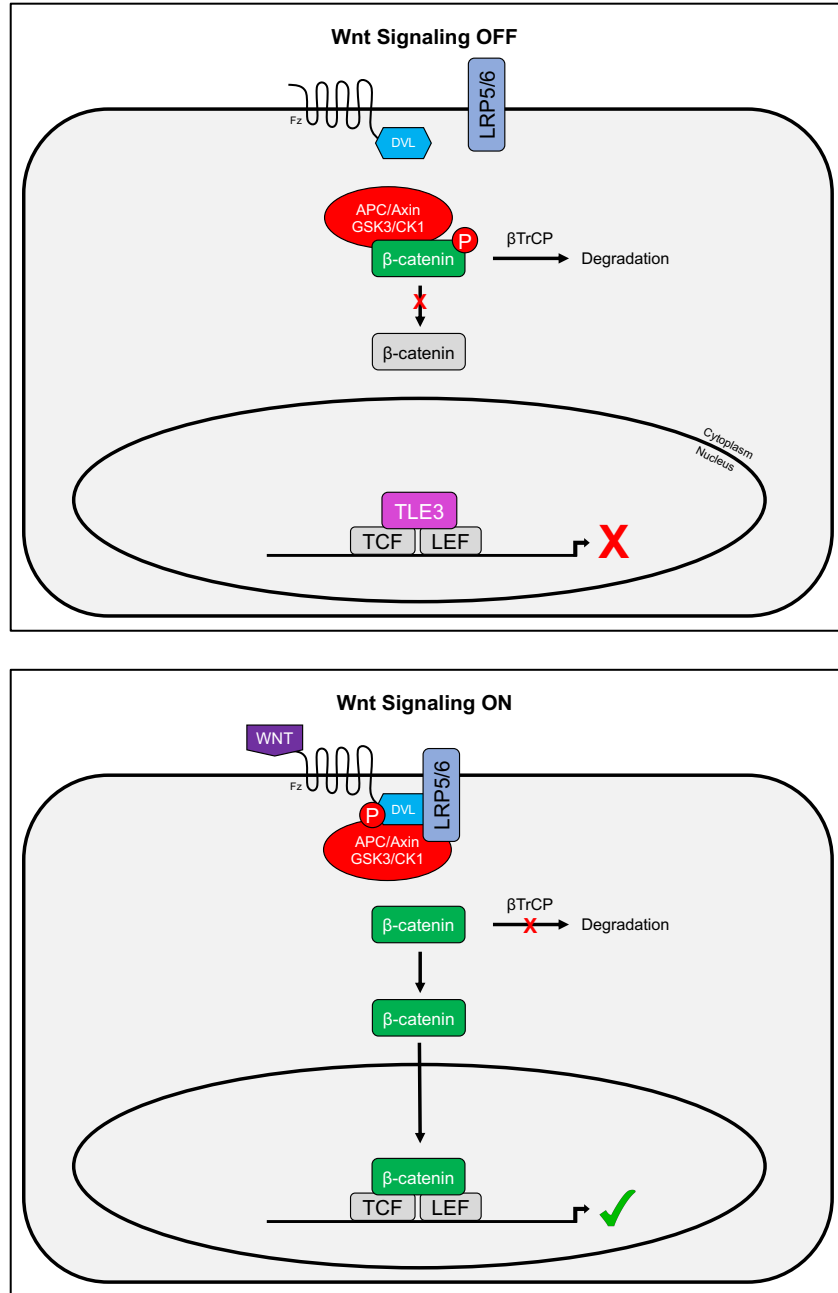 Wnt Signaling OFF
Fz
DVL
LRP5/6
APC/Axin
GSK3/CK1
P
β-catenin
βTrCP
Degradation
X
β-catenin
Cytoplasm
Nucleus
TLE3
TCF
LEF
X
Wnt Signaling ON
WNT
Fz
P
DVL
LRP5/6
APC/Axin
GSK3/CK1
β-catenin
βTrCP
X
Degradation
β-catenin
β-catenin
TCF
LEF